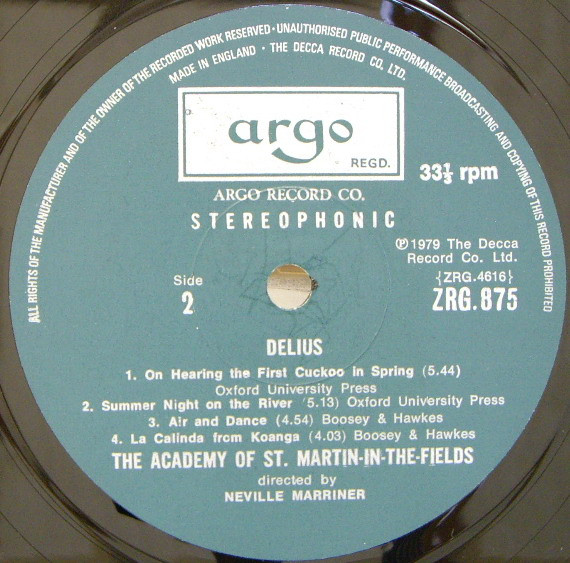 ALL RIGHTS OF THE MANUFACTURER AND OF THE OWNER OF THE RECORDED WORK RESERVED · UNAUTHORISED PUBLIC PERFORMANCE BROADCASTING AND COPYING OF THIS RECORD PROHIBITED
MADE IN ENGLAND · THE DECCA RECORD CO. LTD.
argo
REGD.
33⅓ rpm
ARGO RECORD CO.
STEREOPHONIC
℗ 1979 The Decca
Record Co. Ltd.
{ZRG.4616}
Side
2
ZRG.875
DELIUS
1. On Hearing the First Cuckoo in Spring (5.44)
Oxford University Press
2. Summer Night on the River (5.13) Oxford University Press
3. Air and Dance (4.54) Boosey & Hawkes
4. La Calinda from Koanga (4.03) Boosey & Hawkes
THE ACADEMY OF ST. MARTIN-IN-THE-FIELDS
directed by
NEVILLE MARRINER